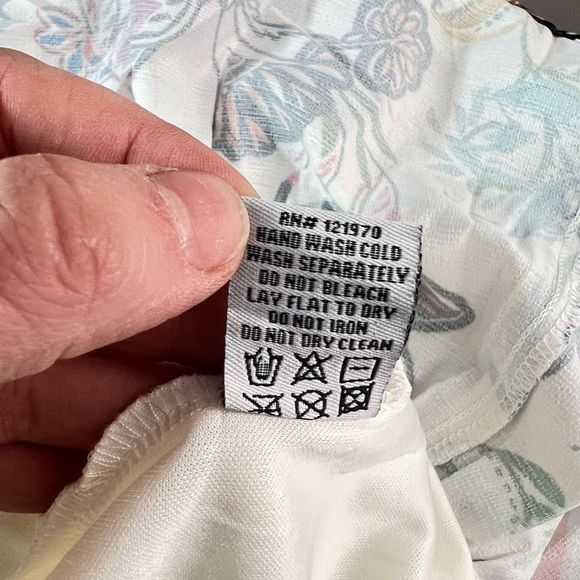 RN# 121970
HAND WASH COLD
WASH SEPARATELY
DO NOT BLEACH
LAY FLAT TO DRY
DO NOT IRON
DO NOT DRY CLEAN